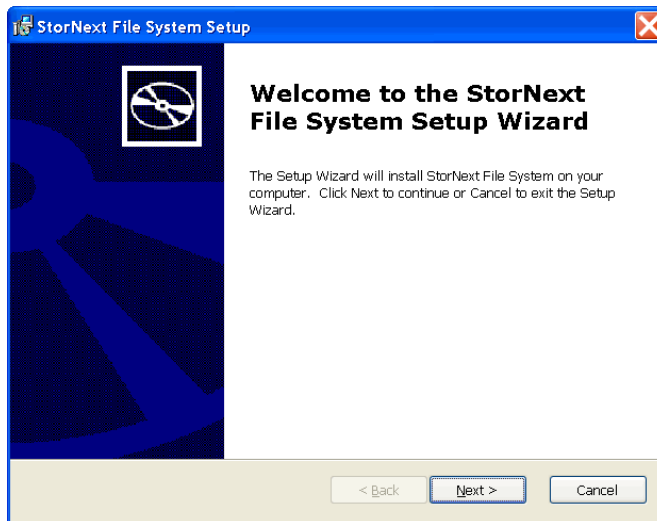 StorNext File System Setup
Welcome to the StorNext
File System Setup Wizard
The Setup Wizard will install StorNext File System on your
computer. Click Next to continue or Cancel to exit the Setup
Wizard.
< Back
Next >
Cancel